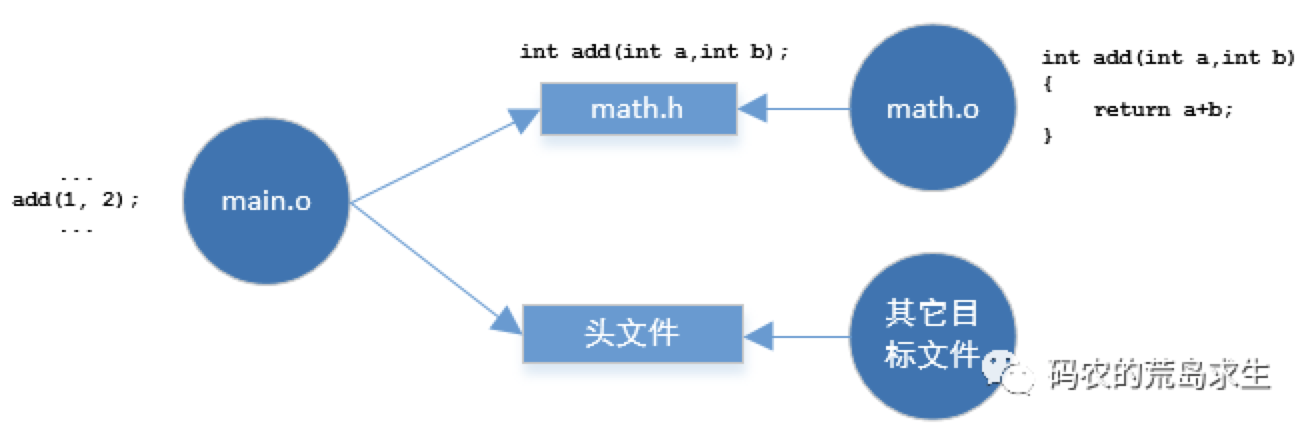 int add(int a,int b);
math.h
math.o
int add(int a,int b)
{
return a+b;
}
...
add(1, 2);
...
main.o
头文件
其它目
标文件
码农的荒岛求生